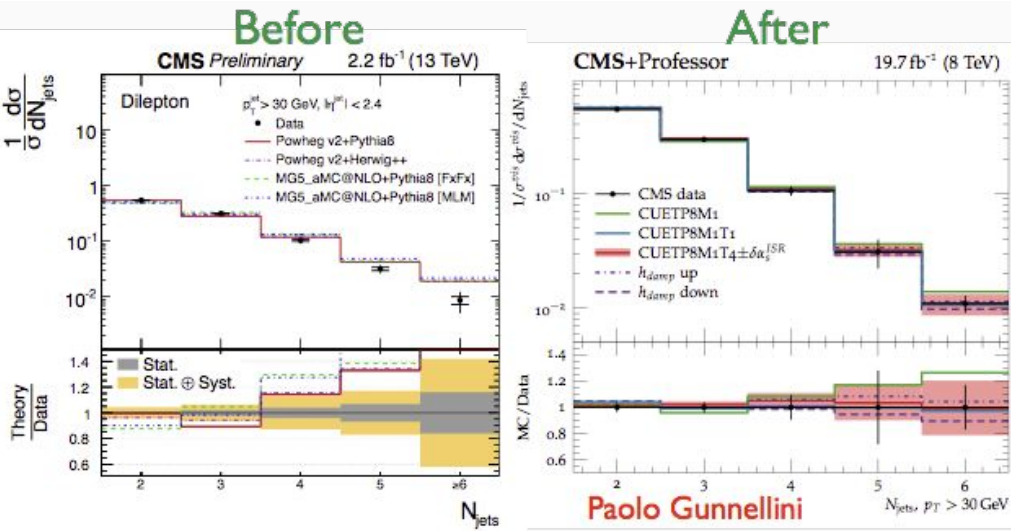 Before
CMS Preliminary 2.2 fb⁻¹ (13 TeV)
1/σ dσ/dN_jets
Dilepton
p_T^jet > 30 GeV, |η^jet| < 2.4
Data
Powheg v2+Pythia8
Powheg v2+Herwig++
MG5_aMC@NLO+Pythia8 [FxFx]
MG5_aMC@NLO+Pythia8 [MLM]
10
1
10⁻¹
10⁻²
Stat.
Stat. ⊕ Syst.
Theory
Data
1.4
1.2
1
0.8
0.6
2 3 4 5 ≥6
N_jets
After
CMS+Professor 19.7 fb⁻¹ (8 TeV)
1/σ^vis dσ^vis/dN_jets
10⁻¹
10⁻²
CMS data
CUETP8M1
CUETP8M1T1
CUETP8M1T4±δα_s^ISR
h_damp up
h_damp down
MC/Data
1.4
1.2
1
0.8
0.6
2 3 4 5 6
Paolo Gunnellini
N_jets, p_T > 30 GeV